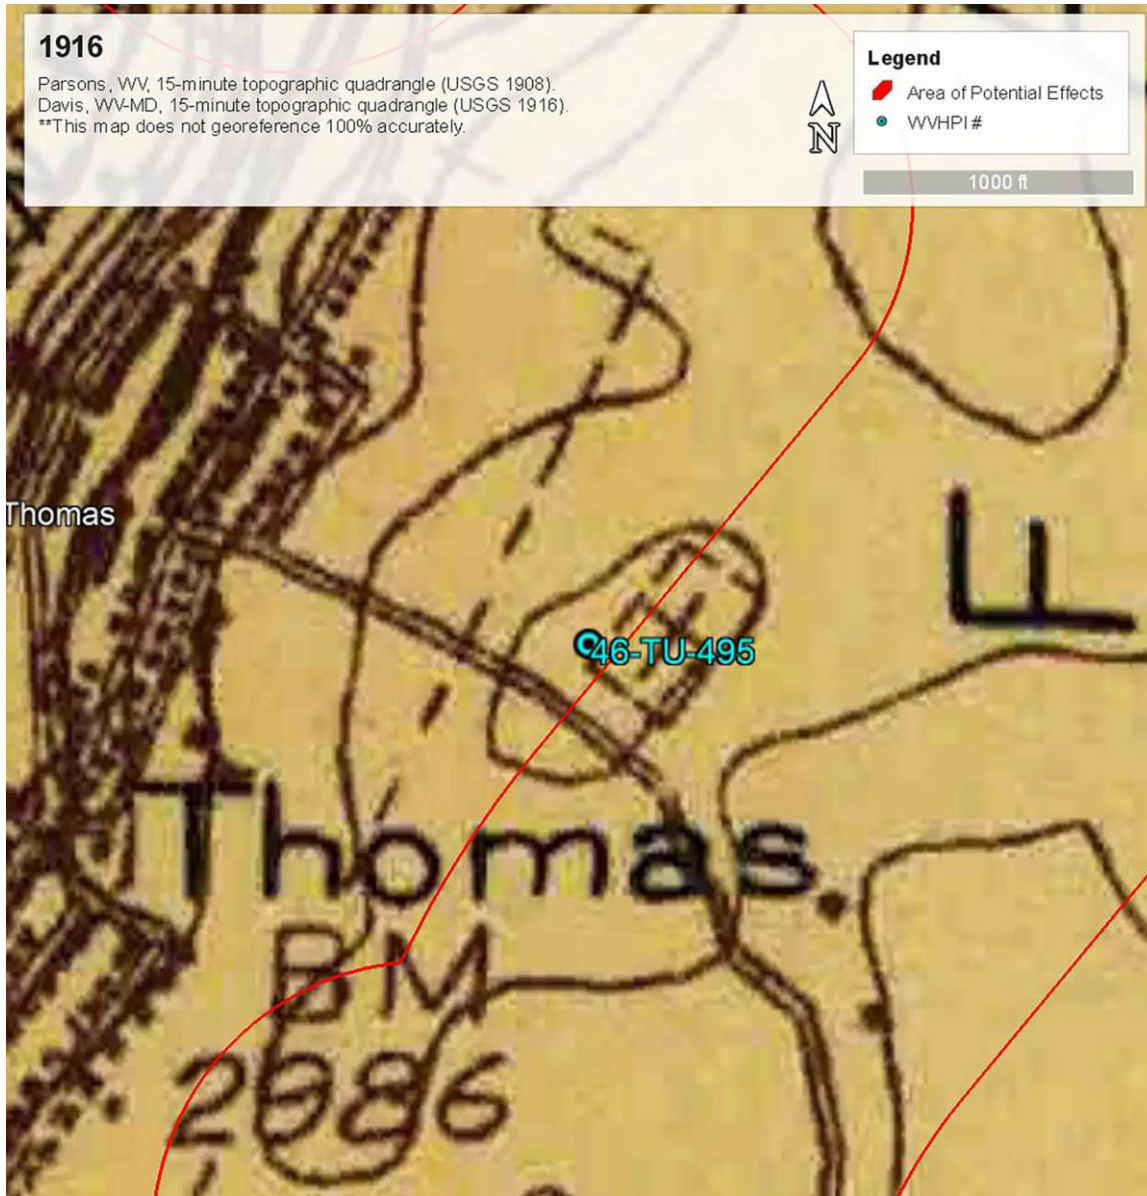 1916
Parsons, WV, 15-minute topographic quadrangle (USGS 1908).
Davis, WV-MD, 15-minute topographic quadrangle (USGS 1916).
**This map does not georeference 100% accurately.
N
Legend
Area of Potential Effects
WVHPI #
1000 ft
Thomas
46-TU-495
Thomas
BM